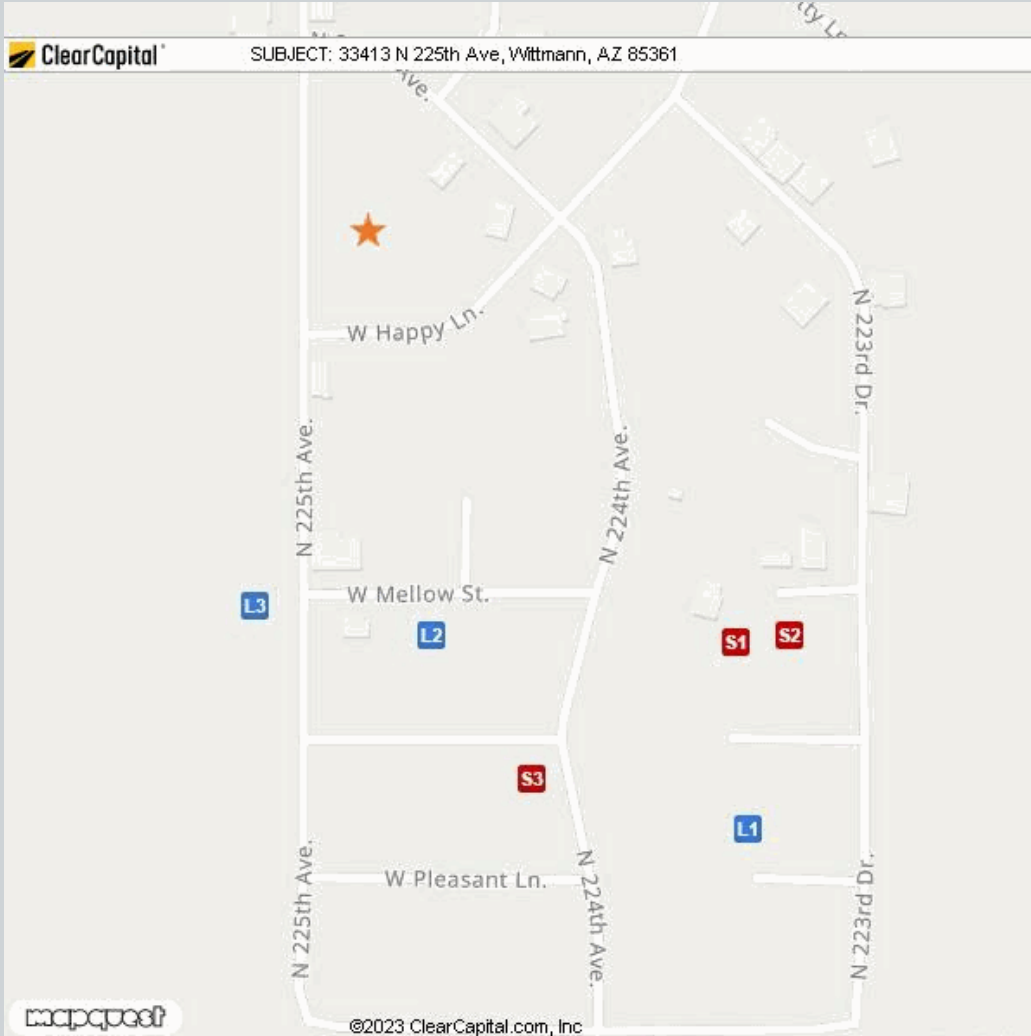 ClearCapital
SUBJECT: 33413 N 225th Ave, Wittmann, AZ 85361
Ave.
W Happy Ln.
N 223rd Dr.
N 225th Ave.
N 224th Ave.
W Mellow St.
L3
L2
S1
S2
S3
L1
N 225th Ave.
W Pleasant Ln.
N 224th Ave.
N 223rd Dr.
mapquest
©2023 ClearCapital.com, Inc